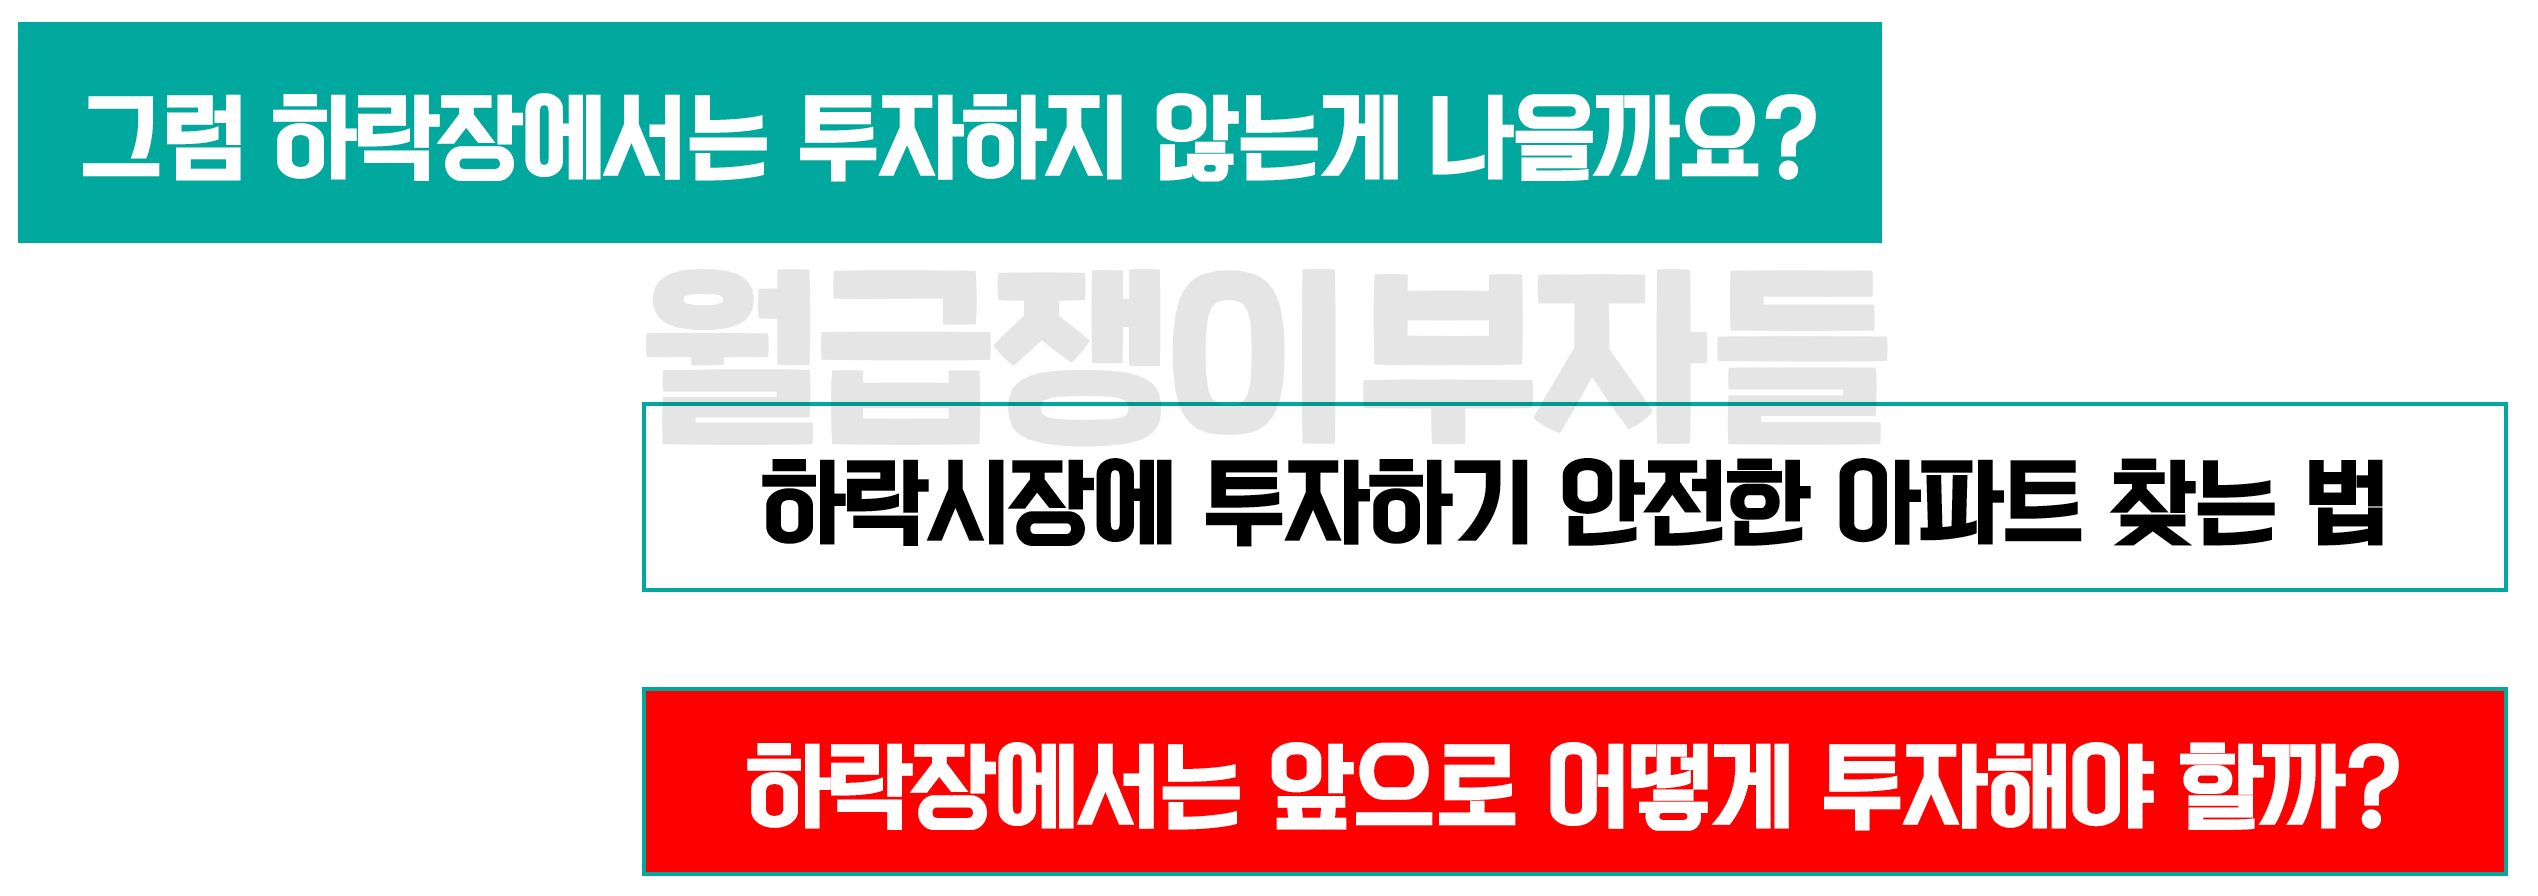 그럼 하락장에서는 투자하지 않는게 나을까요?
월급쟁이부자들
하락시장에 투자하기 안전한 아파트 찾는 법
하락장에서는 앞으로 어떻게 투자해야 할까?